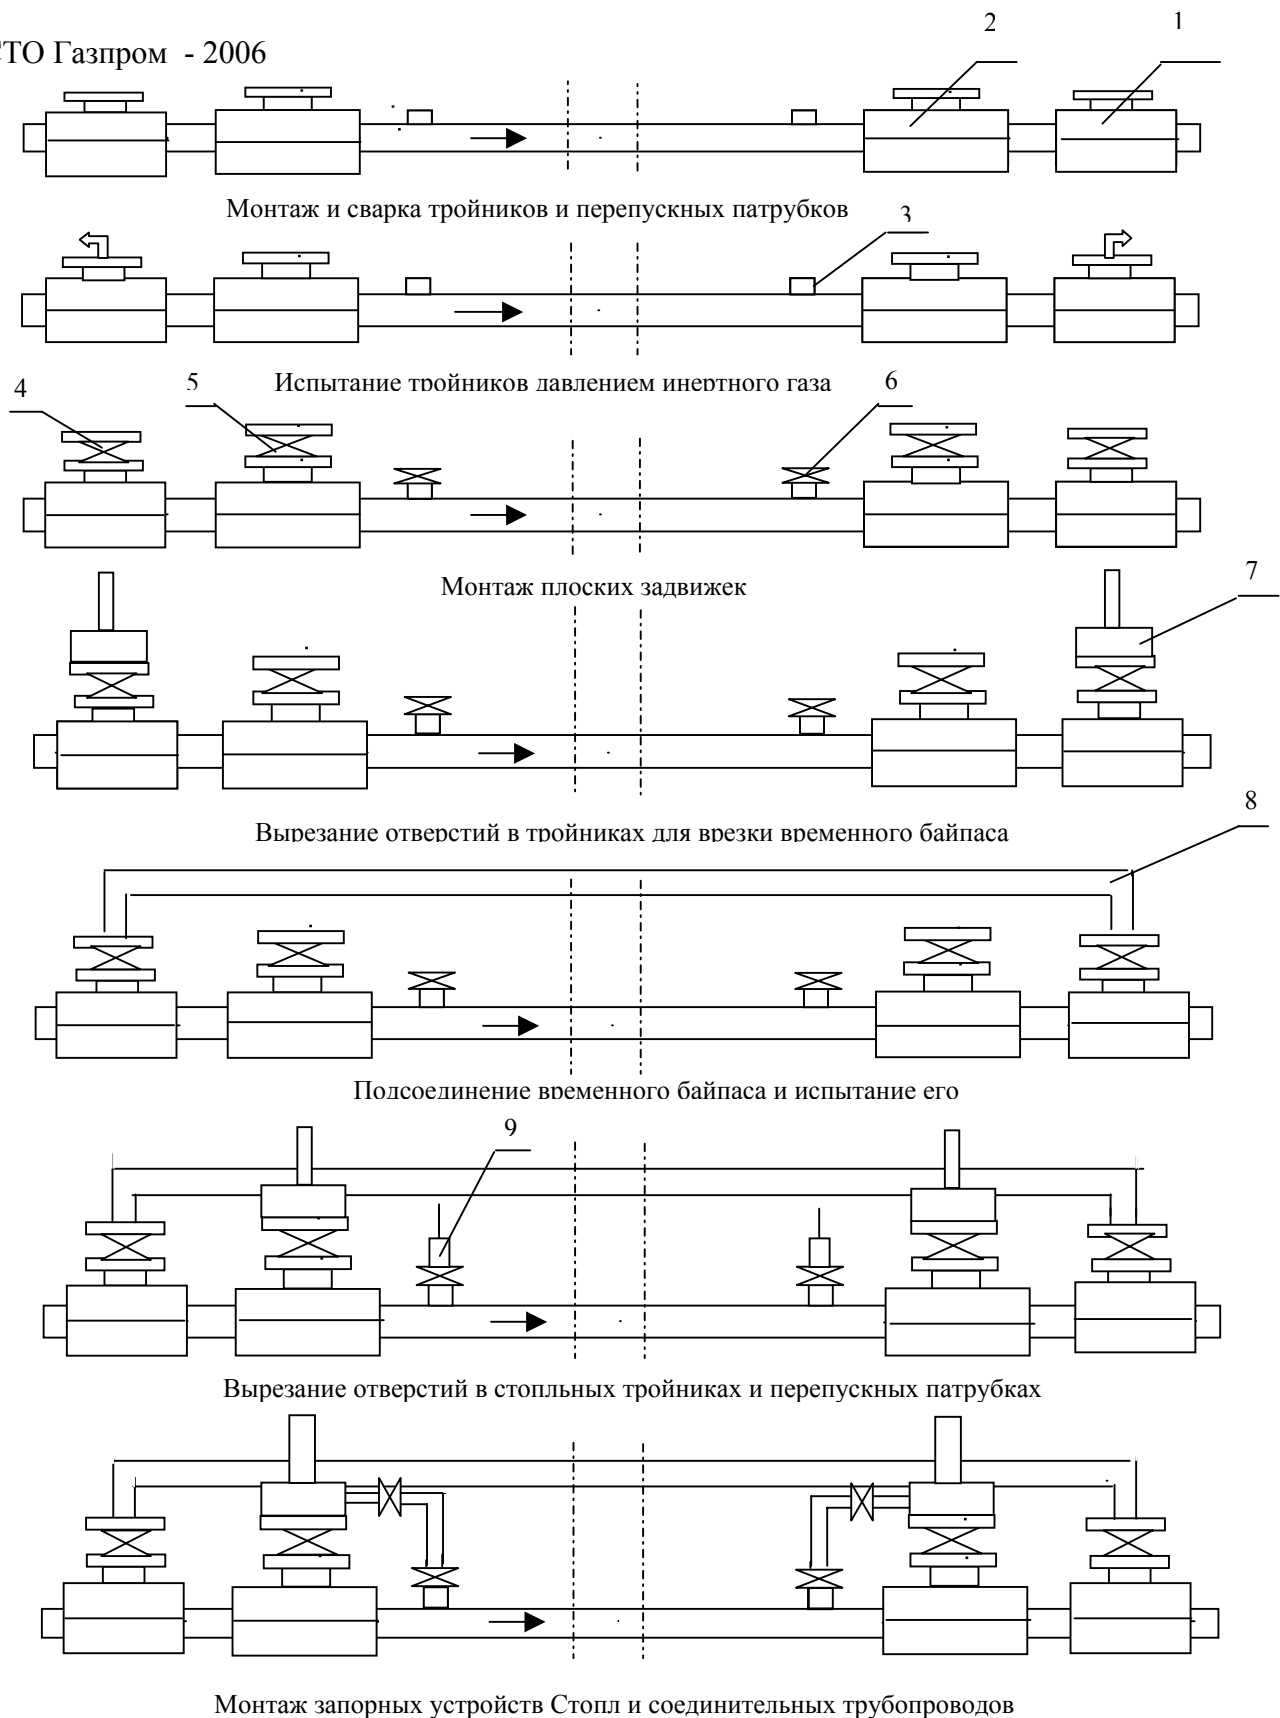 2 1
СТО Газпром - 2006
Монтаж и сварка тройников и перепускных патрубков
3
Испытание тройников давлением инертного газа
4 5 6
Монтаж плоских задвижек
7
Вырезание отверстий в тройниках для врезки временного байпаса
8
Подсоединение временного байпаса и испытание его
9
Вырезание отверстий в стопльных тройниках и перепускных патрубках
Монтаж запорных устройств Стопл и соединительных трубопроводов